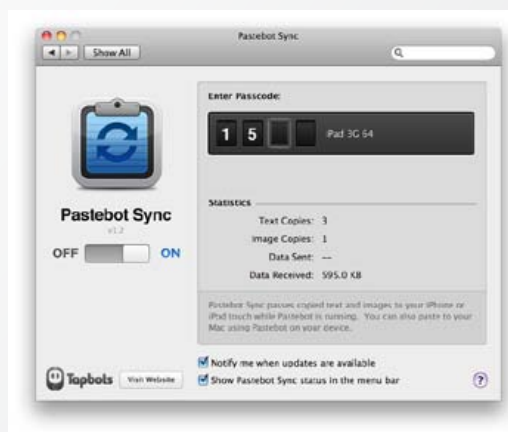 Pastebot Sync
Show All
Enter Passcode:
1 5
iPad 3G 64
Pastebot Sync
v1.2
OFF ON
Statistics
Text Copies: 3
Image Copies: 1
Data Sent: --
Data Received: 595.0 KB
Pastebot Sync passes copied text and images to your iPhone or
iPod touch while Pastebot is running. You can also paste to your
Mac using Pastebot on your device.
Notify me when updates are available
Show Pastebot Sync status in the menu bar
Tapbots
Visit Website
?